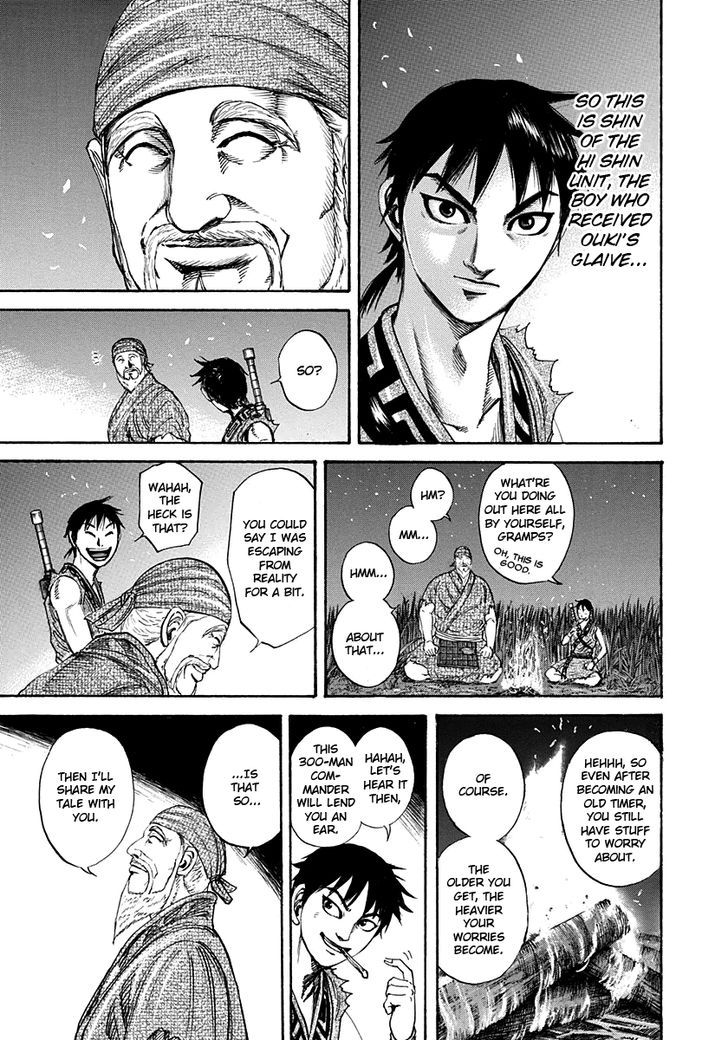 SO THIS
IS SHIN
OF THE
HI SHIN
UNIT, THE
BOY WHO
RECEIVED
OUKI'S
GLAIVE...
SO?
WHAT'RE
YOU DOING
OUT HERE ALL
BY YOURSELF,
GRAMPS?
OH, THIS IS
GOOD.
HM?
MM...
HMM...
ABOUT
THAT...
YOU COULD
SAY I WAS
ESCAPING
FROM
REALITY
FOR A BIT.
WAHAH,
THE
HECK IS
THAT?
HEHHH, SO
EVEN AFTER
BECOMING AN
OLD TIMER,
YOU STILL
HAVE STUFF
TO WORRY
ABOUT.
OF
COURSE.
THE
OLDER YOU
GET, THE
HEAVIER
YOUR
WORRIES
BECOME.
HAHAH,
LET'S
HEAR IT
THEN,
THIS
300-MAN
COM-
MANDER
WILL LEND
YOU AN
EAR.
...IS
THAT
SO...
THEN I'LL
SHARE MY
TALE WITH
YOU.